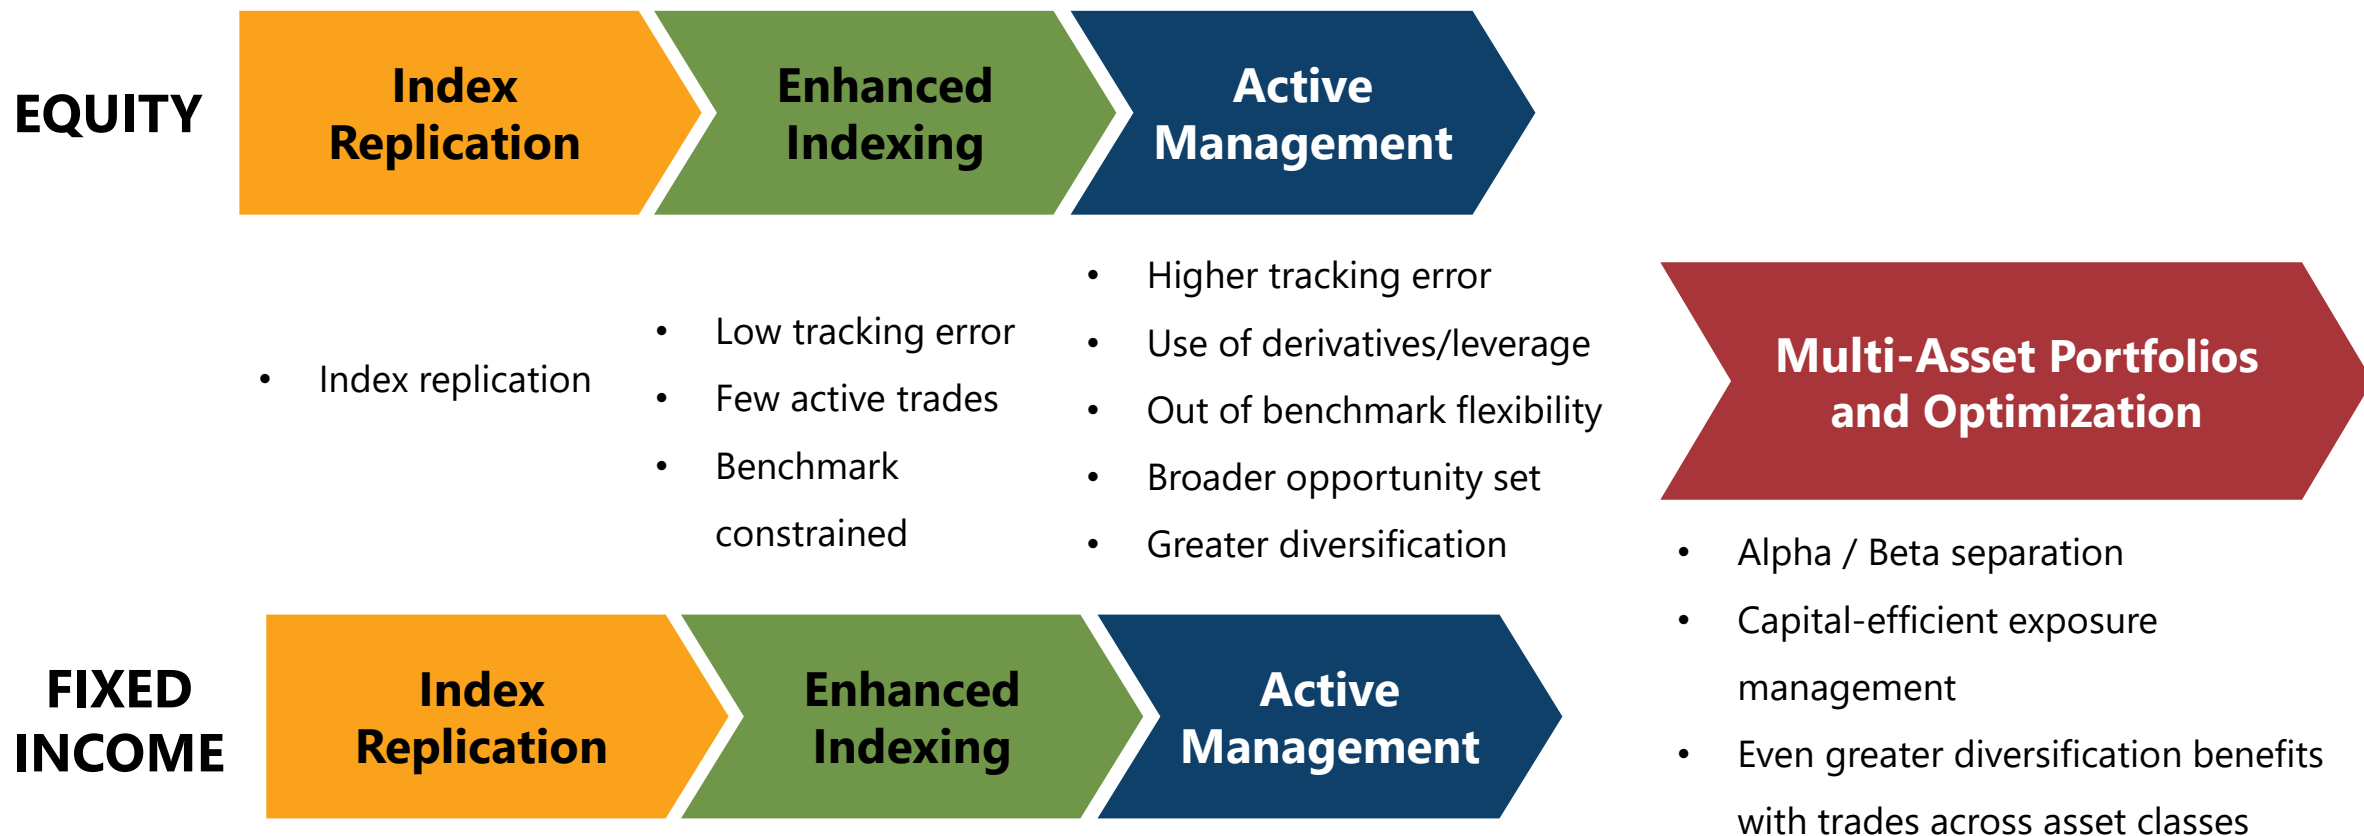 EQUITY
Index
Replication
Enhanced
Indexing
Active
Management
• Index replication
• Low tracking error
• Few active trades
• Benchmark
constrained
• Higher tracking error
• Use of derivatives/leverage
• Out of benchmark flexibility
• Broader opportunity set
• Greater diversification
Multi-Asset Portfolios
and Optimization
• Alpha / Beta separation
• Capital-efficient exposure
management
• Even greater diversification benefits
with trades across asset classes
FIXED
INCOME
Index
Replication
Enhanced
Indexing
Active
Management